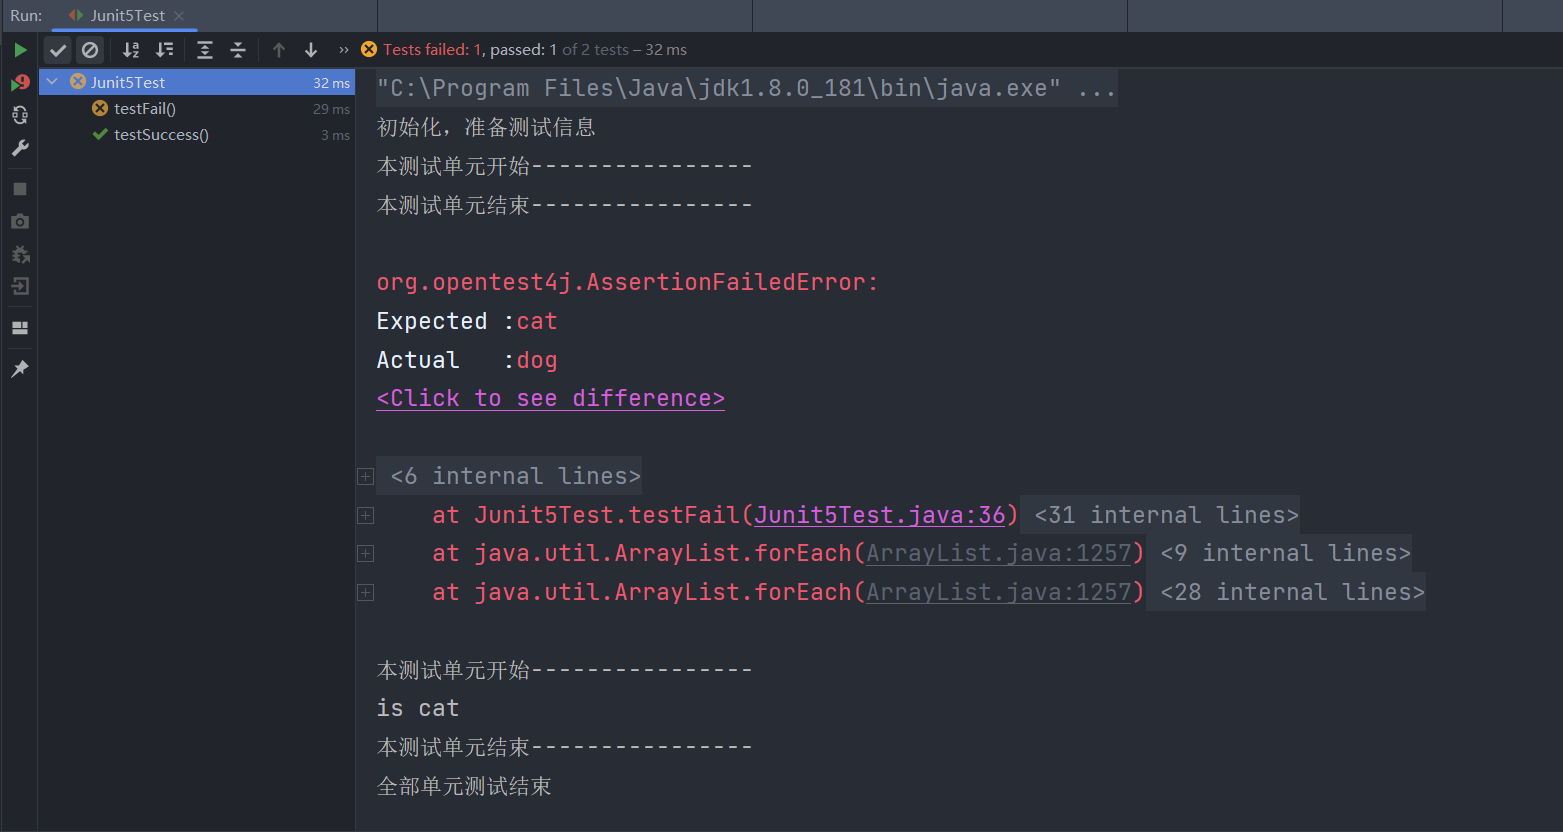 Run: Junit5Test
Tests failed: 1, passed: 1 of 2 tests – 32 ms
Junit5Test 32 ms
testFail() 29 ms
testSuccess() 3 ms
"C:\Program Files\Java\jdk1.8.0_181\bin\java.exe" ...
初始化，准备测试信息
本测试单元开始----------------
本测试单元结束----------------
org.opentest4j.AssertionFailedError:
Expected :cat
Actual   :dog
<Click to see difference>
<6 internal lines>
at Junit5Test.testFail(Junit5Test.java:36) <31 internal lines>
at java.util.ArrayList.forEach(ArrayList.java:1257) <9 internal lines>
at java.util.ArrayList.forEach(ArrayList.java:1257) <28 internal lines>
本测试单元开始----------------
is cat
本测试单元结束----------------
全部单元测试结束